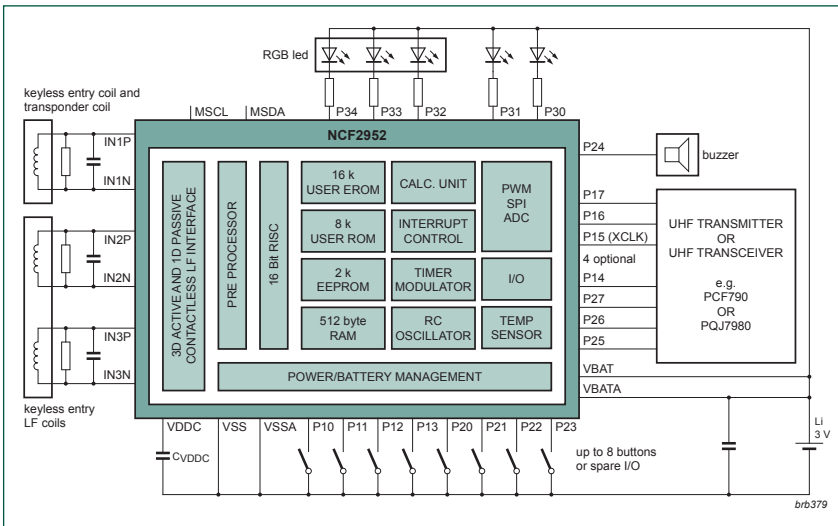 RGB led
keyless entry coil and
transponder coil
MSCL
MSDA
P34
P33
P32
P31
P30
NCF2952
IN1P
IN1N
IN2P
IN2N
IN3P
IN3N
keyless entry
LF coils
3D ACTIVE AND 1D PASSIVE
CONTACTLESS LF INTERFACE
PRE PROCESSOR
16 Bit RISC
16 k
USER EROM
CALC. UNIT
PWM
SPI
ADC
8 k
USER ROM
INTERRUPT
CONTROL
2 k
EEPROM
TIMER
MODULATOR
I/O
512 byte
RAM
RC
OSCILLATOR
TEMP
SENSOR
POWER/BATTERY MANAGEMENT
P24
buzzer
P17
P16
P15 (XCLK)
4 optional
P14
P27
P26
P25
VBAT
VBATA
UHF TRANSMITTER
OR
UHF TRANSCEIVER
e.g.
PCF790
OR
PQJ7980
VDDC
VSS
VSSA
P10
P11
P12
P13
P20
P21
P22
P23
CVDDC
up to 8 buttons
or spare I/O
Li
3 V
brb379